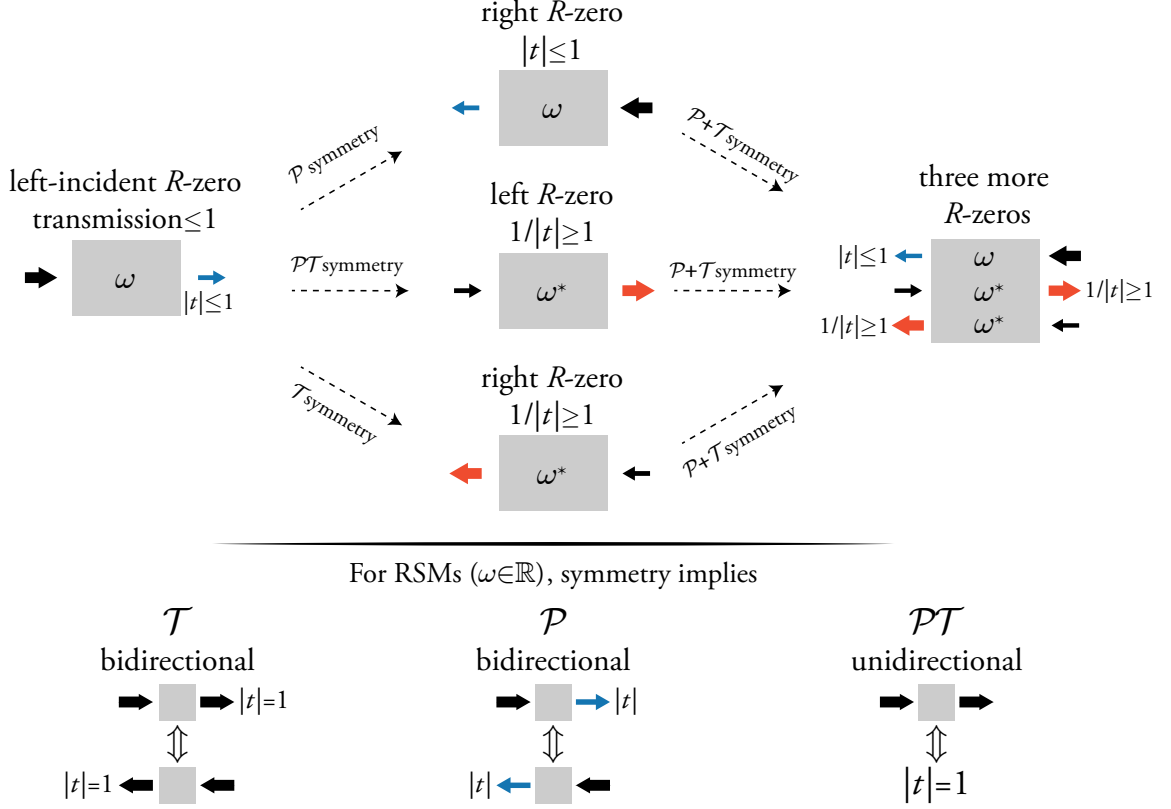 right R-zero
|t|≤1
ω
P symmetry
P+T symmetry
left-incident R-zero
transmission≤1
ω
|t|≤1
left R-zero
1/|t|≥1
PT symmetry
ω*
P+T symmetry
three more
R-zeros
|t|≤1
ω
ω*
1/|t|≥1
1/|t|≥1
ω*
T symmetry
right R-zero
1/|t|≥1
ω*
P+T symmetry
For RSMs (ω∈ℝ), symmetry implies
T
bidirectional
|t|=1
|t|=1
P
bidirectional
|t|
|t|
PT
unidirectional
|t|=1